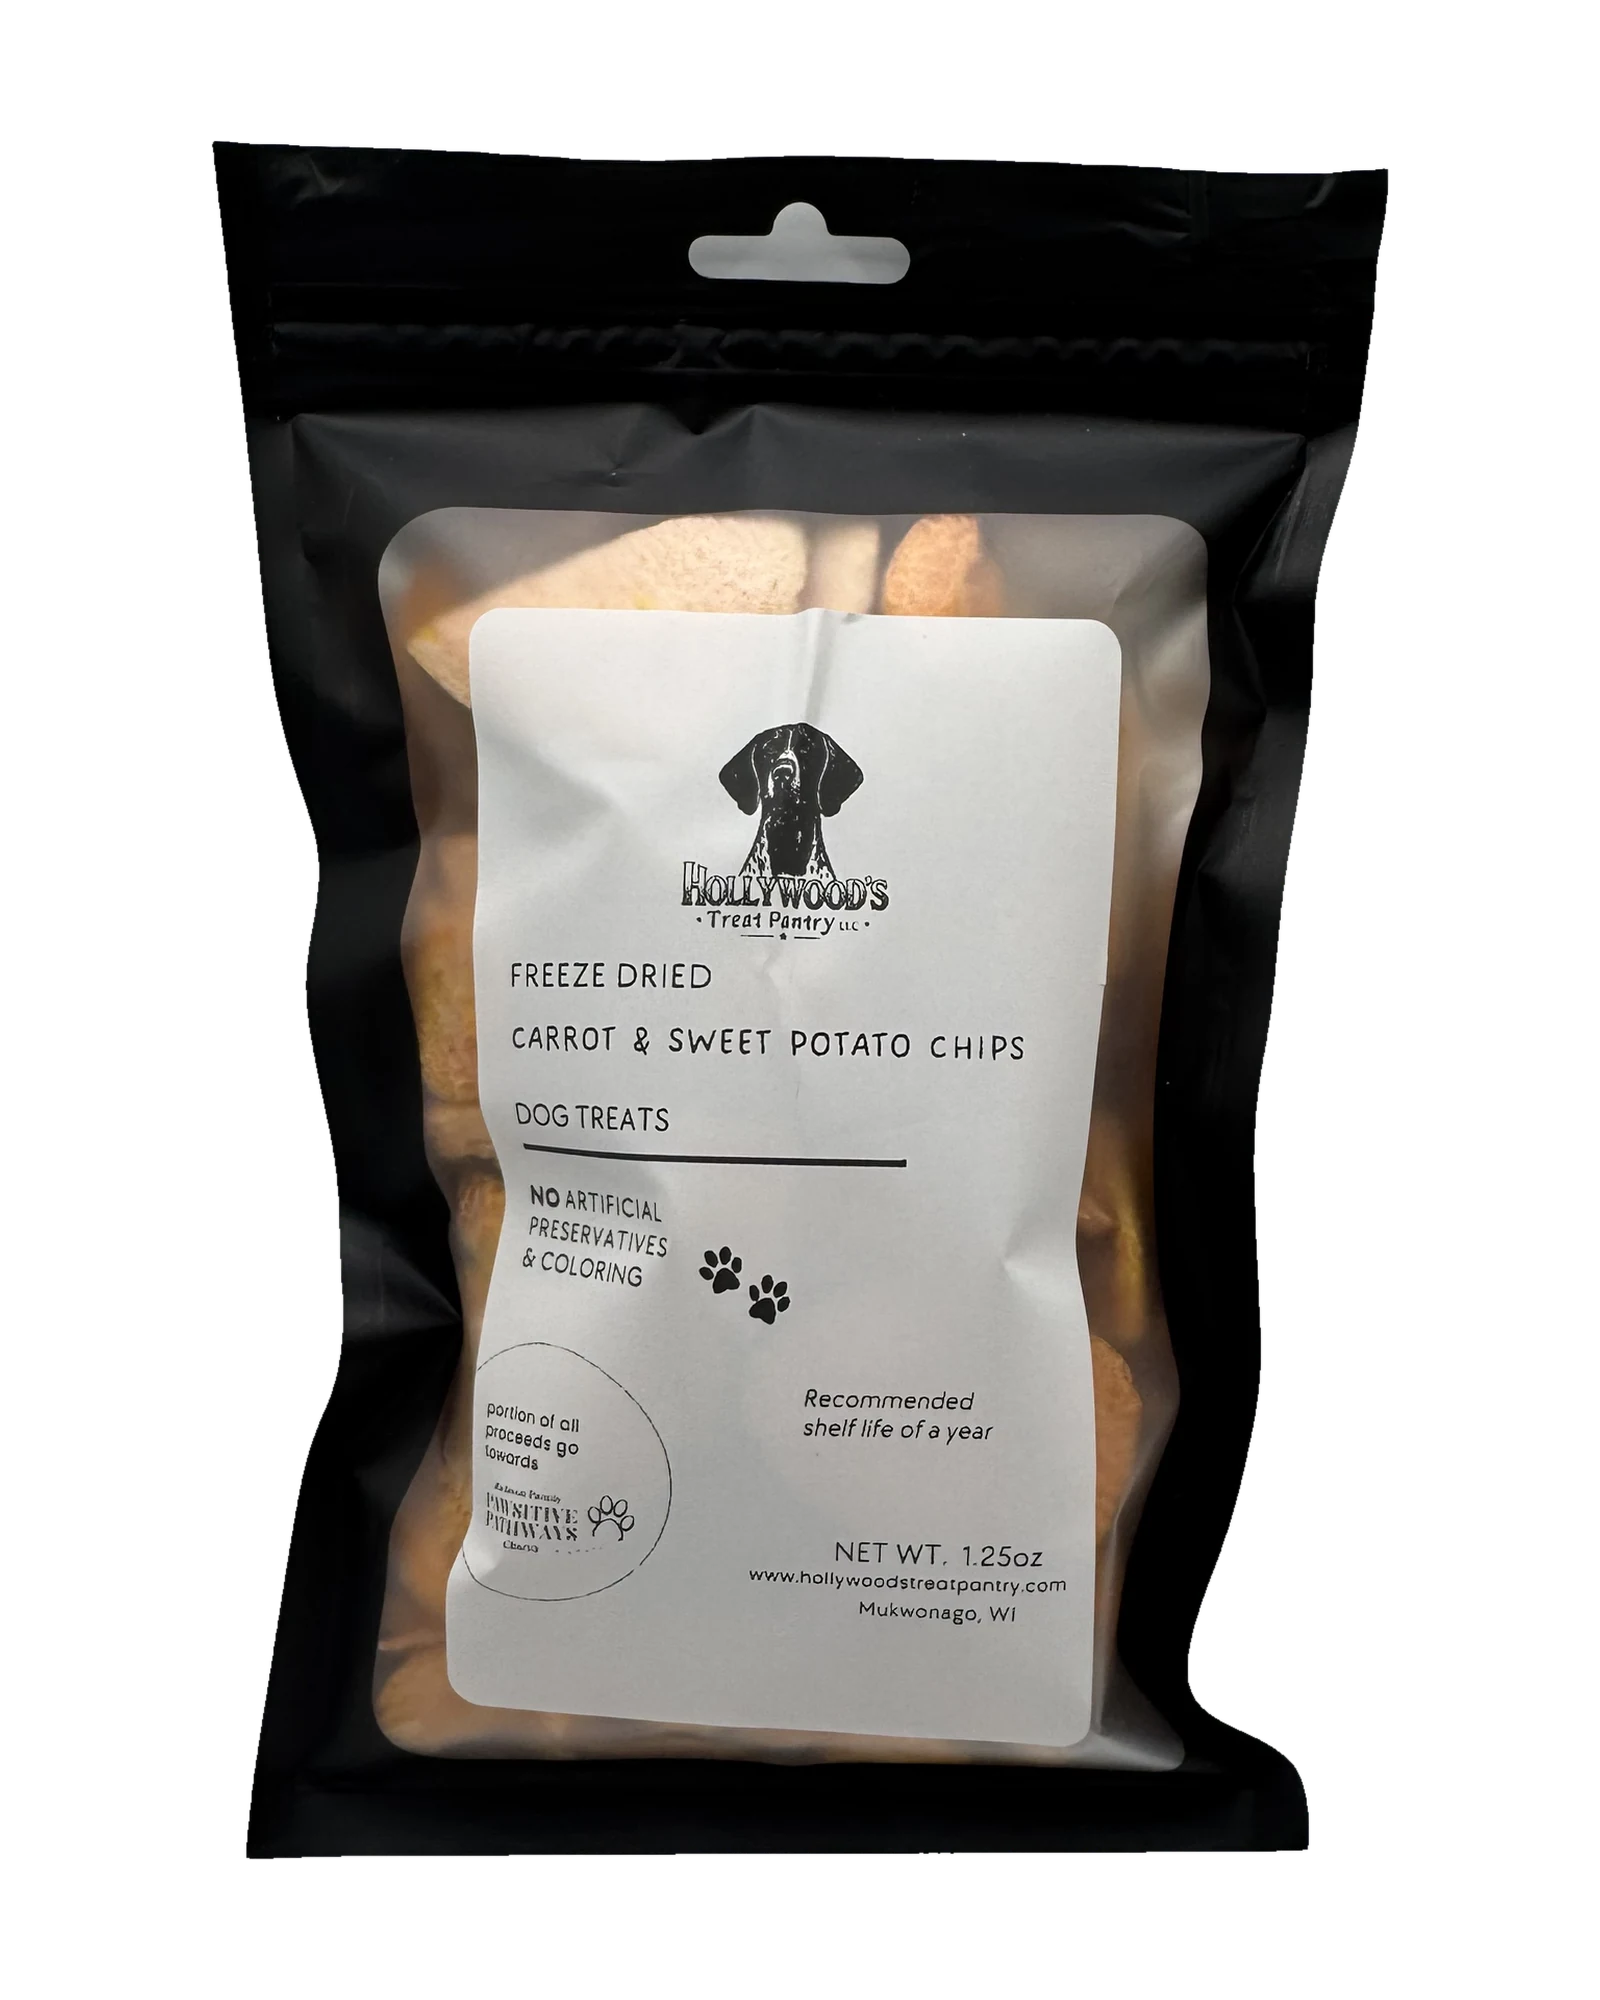 HOLLYWOOD'S
• Treat Pantry LLC •
FREEZE DRIED
CARROT & SWEET POTATO CHIPS
DOG TREATS
NO ARTIFICIAL
PRESERVATIVES
& COLORING
portion of all
proceeds go
towards
PAWSITIVE
PATHWAYS
Recommended
shelf life of a year
NET WT. 1.25oz
www.hollywoodstreatpantry.com
Mukwonago, WI